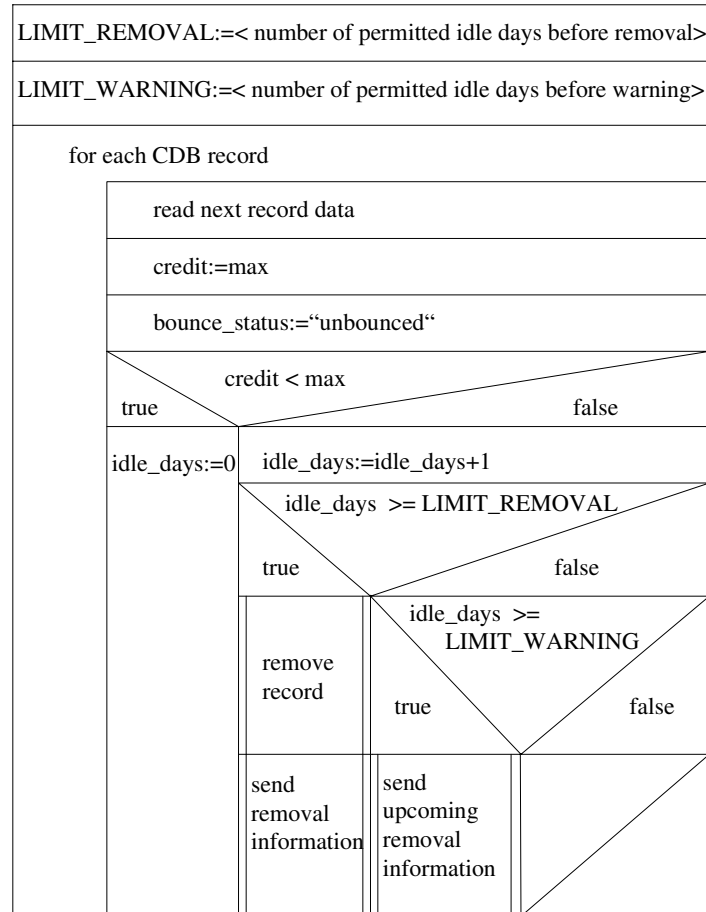 LIMIT_REMOVAL:=< number of permitted idle days before removal>
LIMIT_WARNING:=< number of permitted idle days before warning>
for each CDB record
read next record data
credit:=max
bounce_status:=“unbounced“
credit < max
true
false
idle_days:=0
idle_days:=idle_days+1
idle_days >= LIMIT_REMOVAL
true
false
remove
record
idle_days >=
LIMIT_WARNING
true
false
send
removal
information
send
upcoming
removal
information